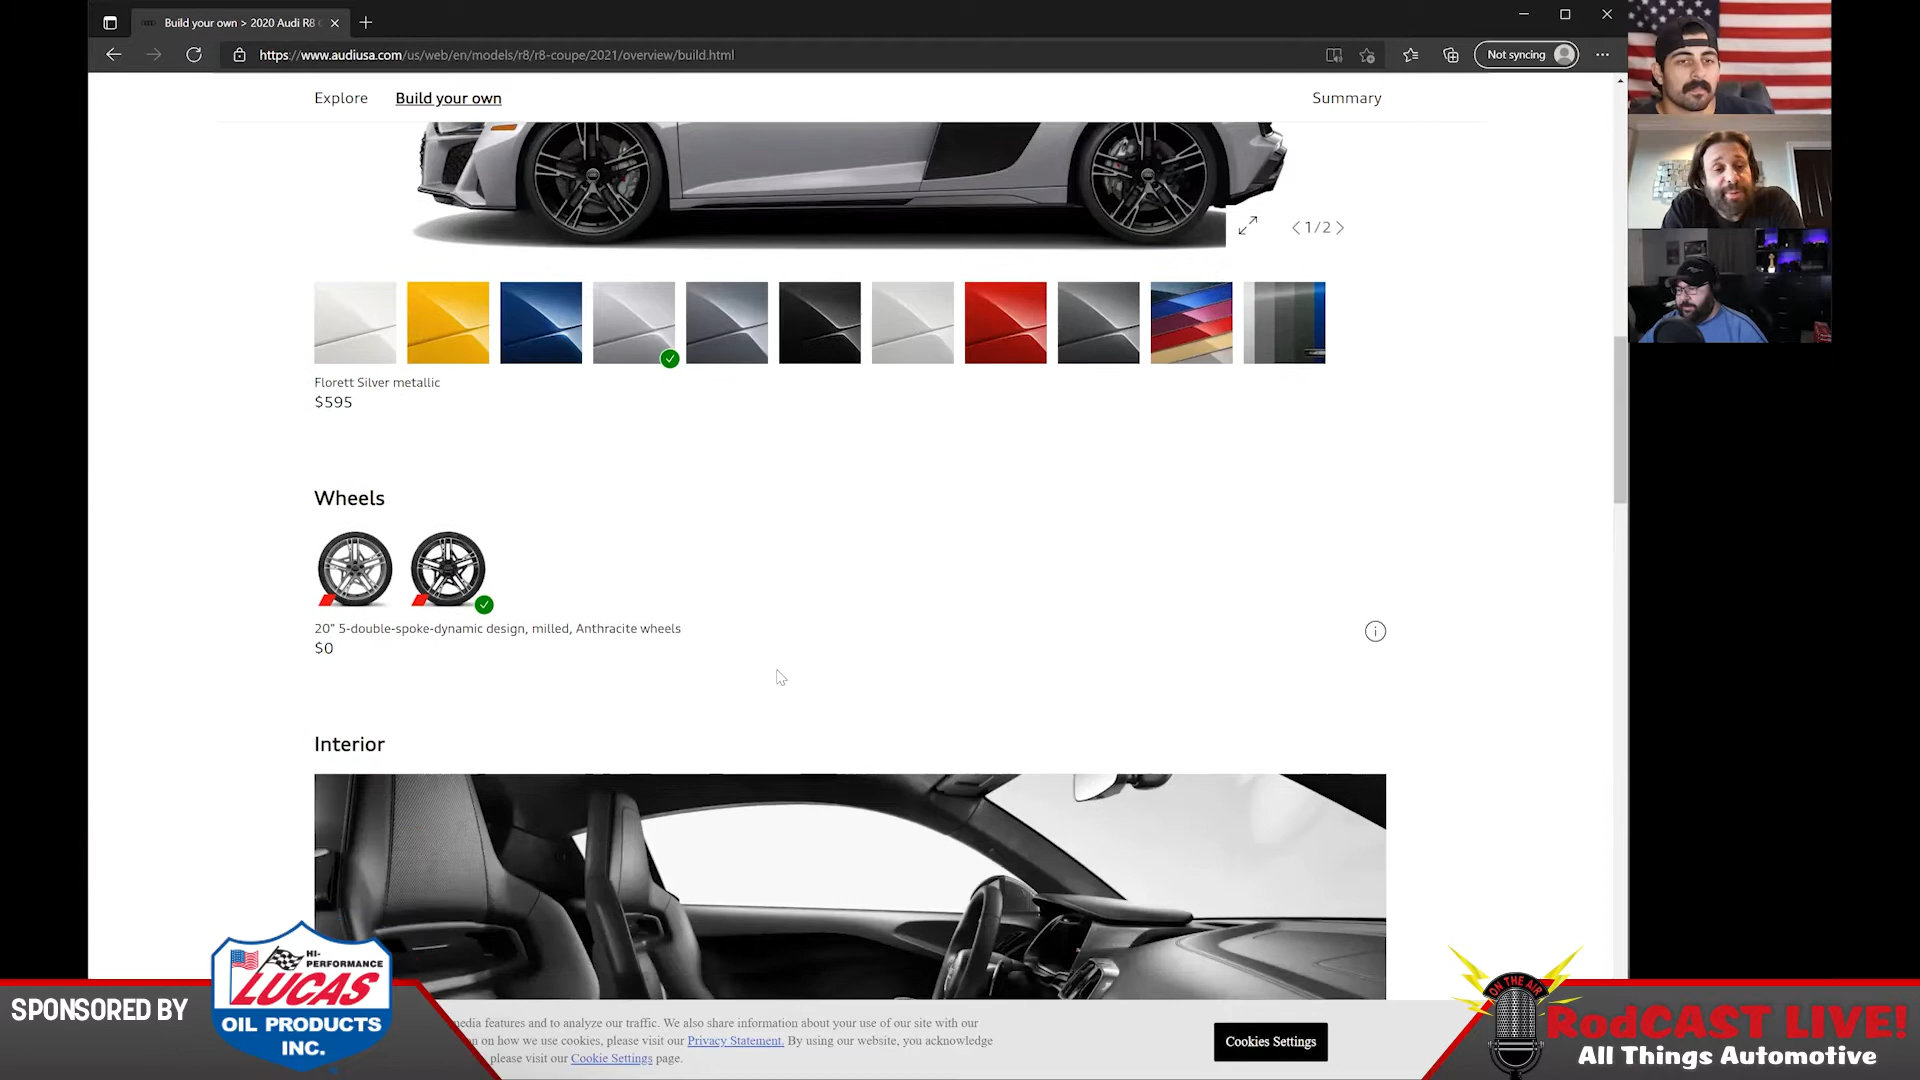 Build your own > 2020 Audi R8
https://www.audiusa.com/us/web/en/models/r8/r8-coupe/2021/overview/build.html
Not syncing
Explore
Build your own
Summary
1/2
Florett Silver metallic
$595
Wheels
20" 5-double-spoke-dynamic design, milled, Anthracite wheels
$0
Interior
media features and to analyze our traffic. We also share information about your use of our site with our
on how we use cookies, please visit our Privacy Statement. By using our website, you acknowledge
please visit our Cookie Settings page.
Cookies Settings
SPONSORED BY
HI-PERFORMANCE
LUCAS
OIL PRODUCTS
INC.
ON THE AIR
RodCAST LIVE!
All Things Automotive